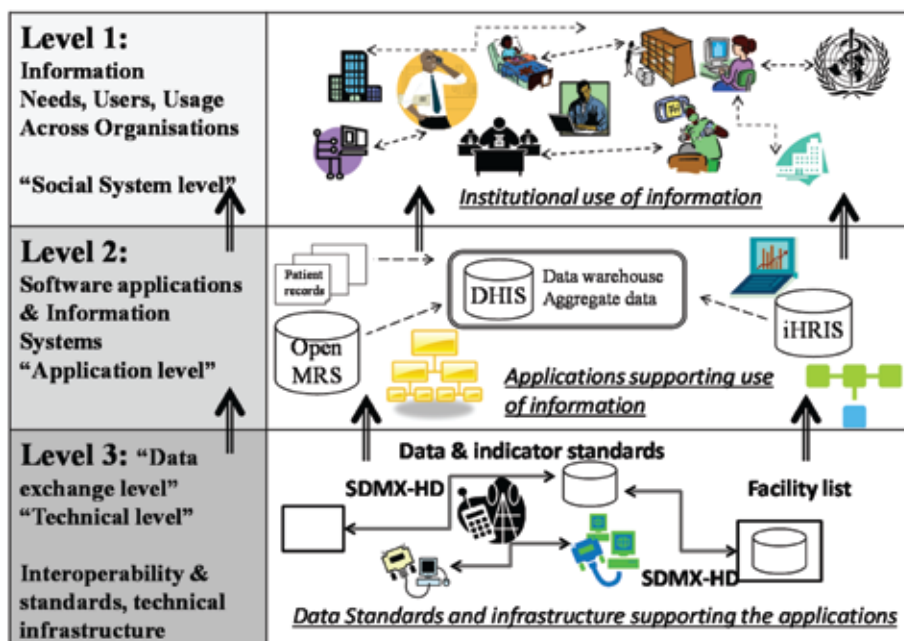 Level 1:
Information
Needs, Users, Usage
Across Organisations
“Social System level”
Institutional use of information
Level 2:
Software applications
& Information
Systems
“Application level”
Patient
records
Open
MRS
DHIS
Data warehouse
Aggregate data
iHRIS
Applications supporting use
of information
Level 3: “Data
exchange level”
“Technical level”
Interoperability &
standards, technical
infrastructure
Data & indicator standards
SDMX-HD
Facility list
SDMX-HD
Data Standards and infrastructure supporting the applications